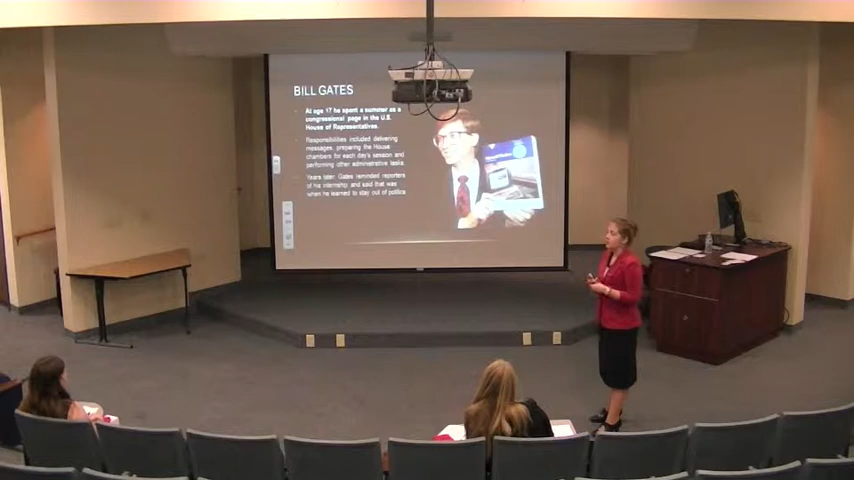 BILL GATES
At age 17 he spent a summer as a
congressional page in the U.S.
House of Representatives.
Responsibilities included delivering
messages, preparing the House
chambers for each day's session and
performing other administrative tasks.
Years later, Gates reminded reporters
of his internship and said that was
when he learned to stay out of politics